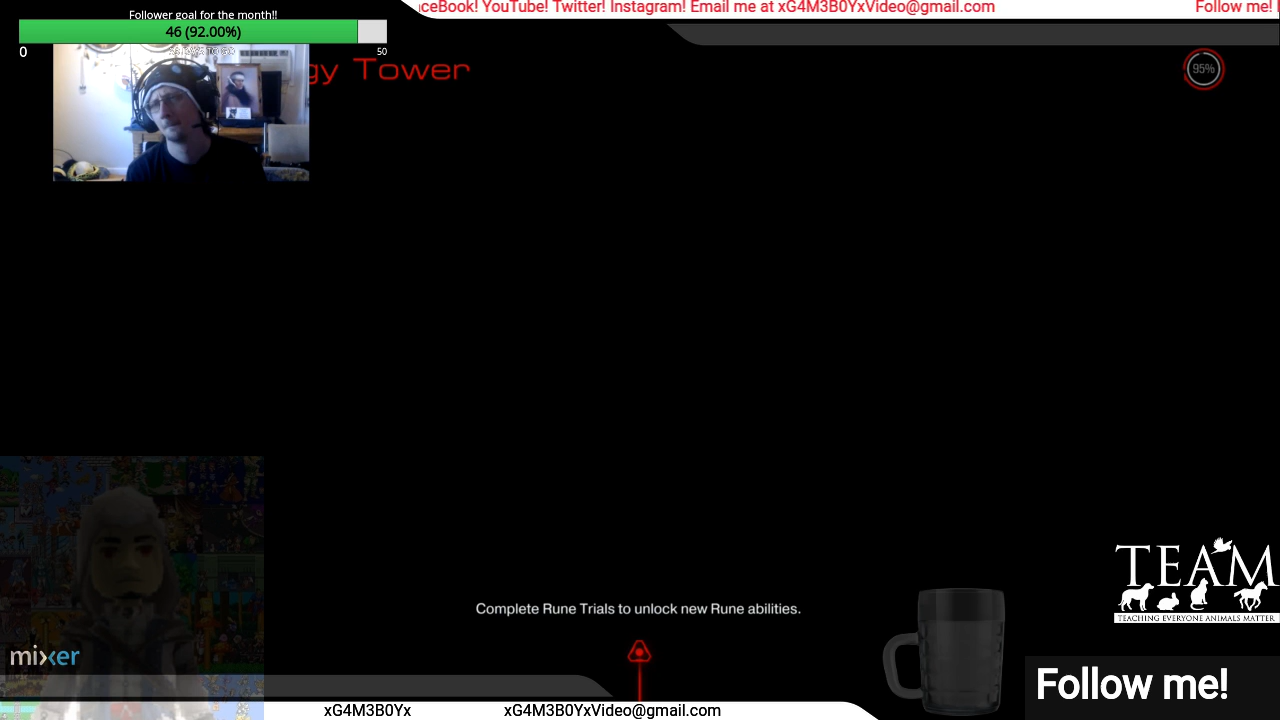 Follower goal for the month!!
46 (92.00%)
0
50
ceBook! YouTube! Twitter! Instagram! Email me at xG4M3B0YxVideo@gmail.com
Follow me!
gy Tower
95%
Complete Rune Trials to unlock new Rune abilities.
TEAM
TEACHING EVERYONE ANIMALS MATTER
mixer
Follow me!
xG4M3B0Yx
xG4M3B0YxVideo@gmail.com